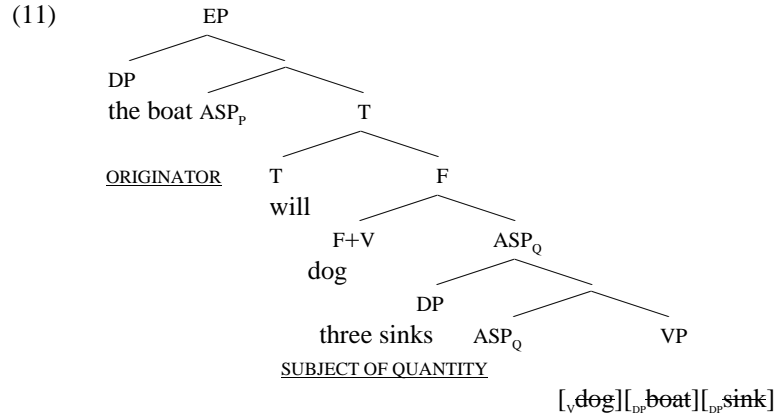 (11) EP
DP
the boat ASP_P T
ORIGINATOR T F
will
F+V ASP_Q
dog
DP
three sinks ASP_Q VP
SUBJECT OF QUANTITY
[_V dog][_DP boat][_DP sink]